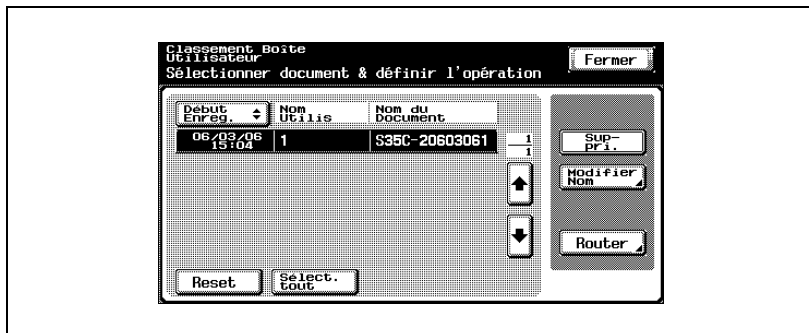 Classement Boîte
Utilisateur
Sélectionner document & définir l'opération
Fermer
Début
Enreg.
Nom
Utilis
Nom du
Document
06/03/06
15:04
1
S35C-20603061
1
1
Sup-
pri.
Modifier
Nom
Router
Reset
Sélect.
tout